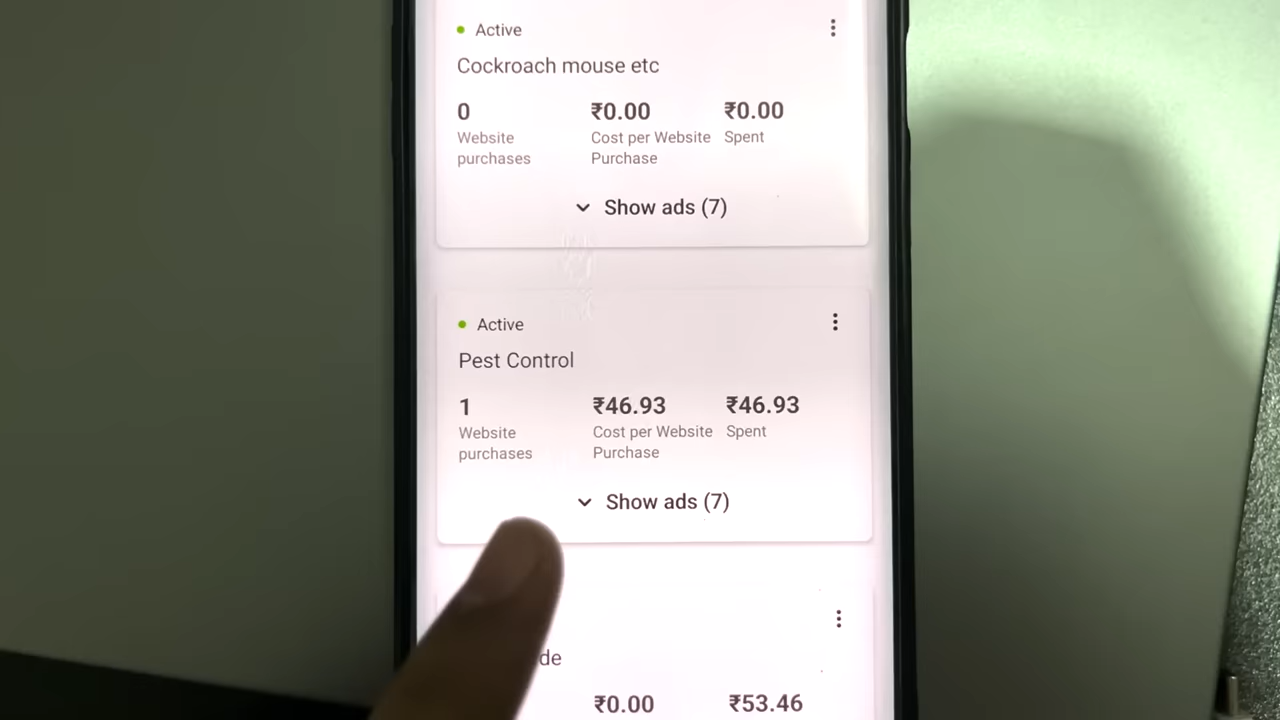 Active
Cockroach mouse etc
0 ₹0.00 ₹0.00
Website Cost per Website Spent
purchases Purchase
Show ads (7)
Active
Pest Control
1 ₹46.93 ₹46.93
Website Cost per Website Spent
purchases Purchase
Show ads (7)
de
₹0.00 ₹53.46